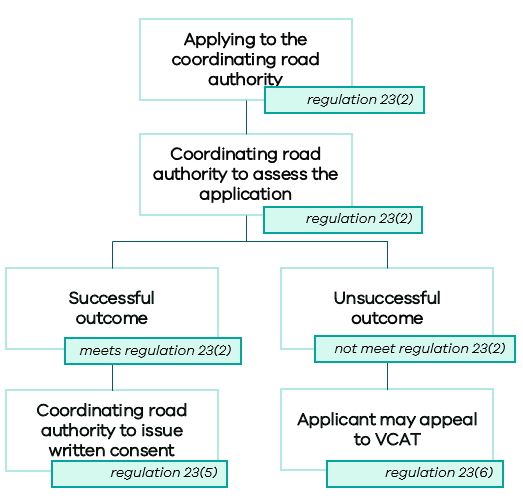 Applying to the
coordinating road
authority
regulation 23(2)
Coordinating road
authority to assess the
application
regulation 23(2)
Successful
outcome
meets regulation 23(2)
Unsuccessful
outcome
not meet regulation 23(2)
Coordinating road
authority to issue
written consent
regulation 23(5)
Applicant may appeal
to VCAT
regulation 23(6)